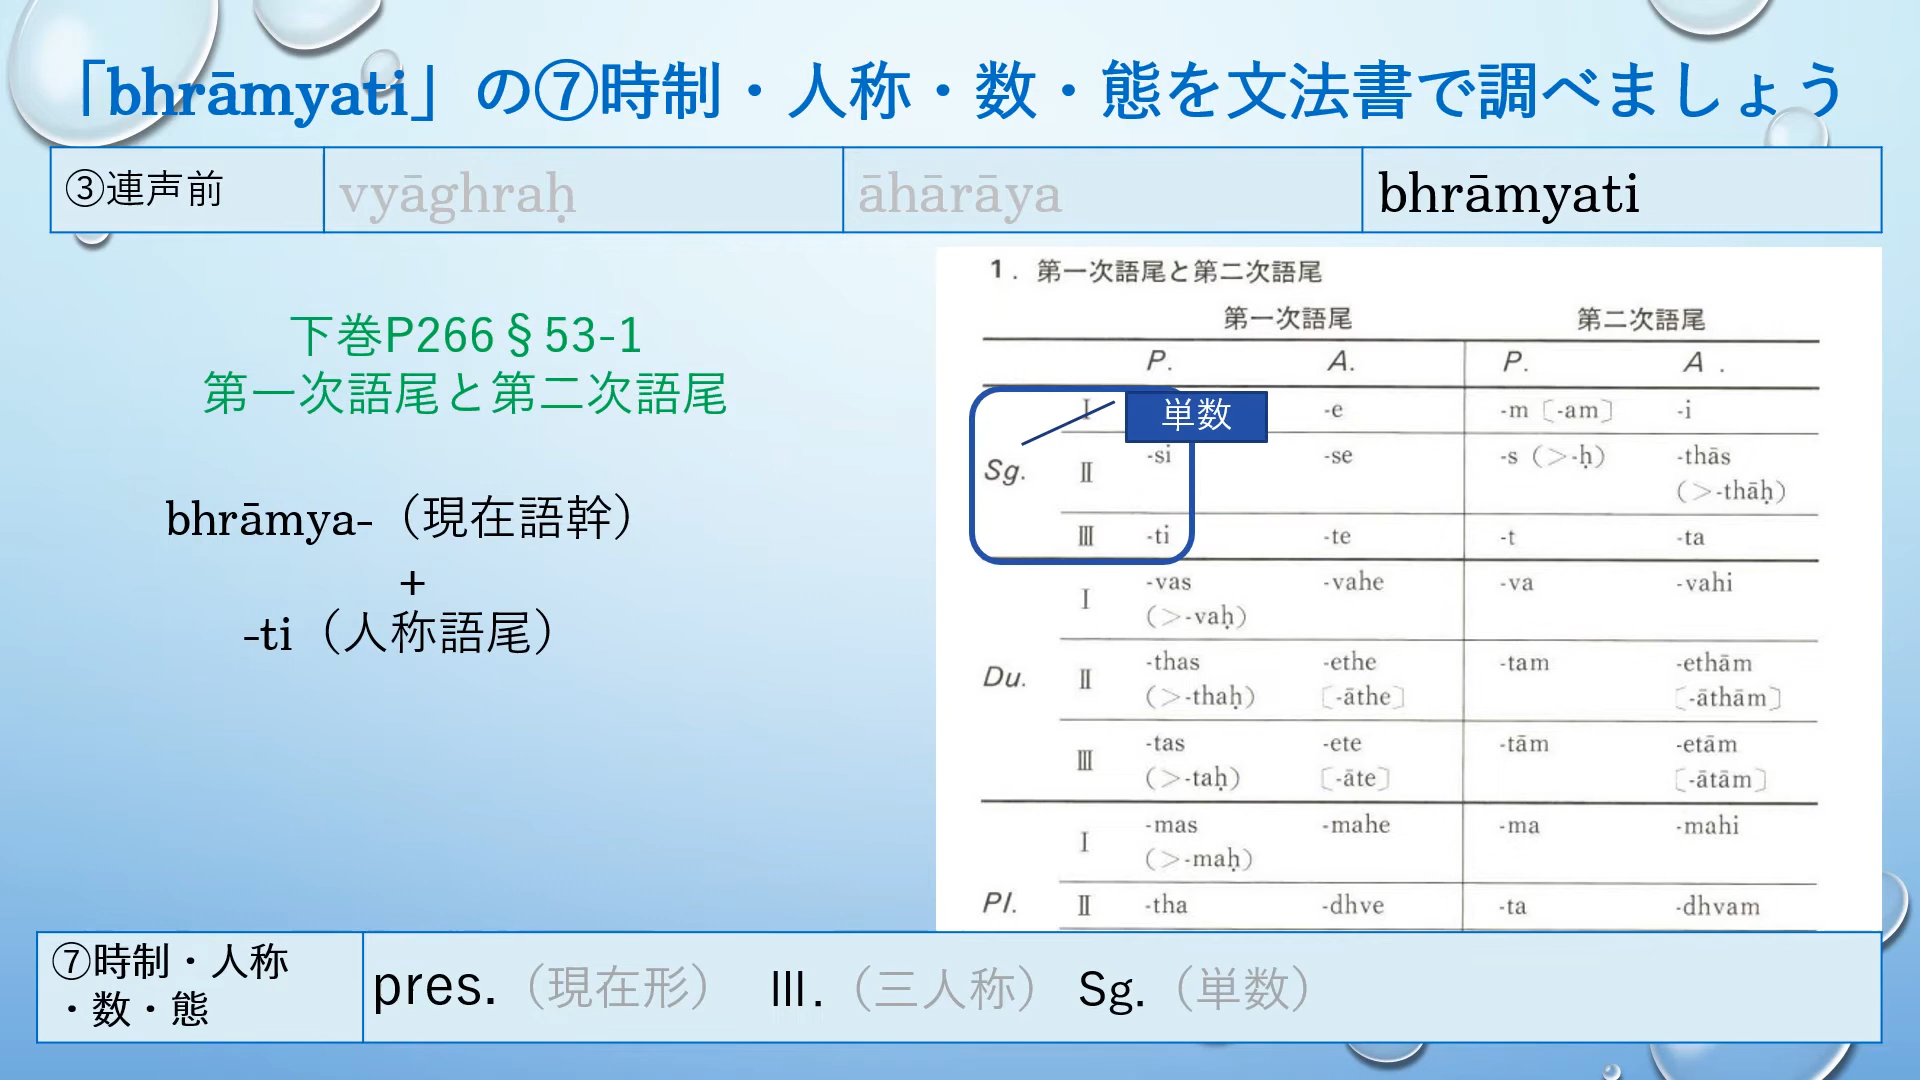 「bhrāmyati」の⑦時制・人称・数・態を文法書で調べましょう
③連声前 vyāghraḥ āhārāya bhrāmyati
下巻P266§53-1
第一次語尾と第二次語尾
bhrāmya-（現在語幹）
+
-ti（人称語尾）
1．第一次語尾と第二次語尾
第一次語尾 第二次語尾
P. A. P. A.
Ⅰ 単数 -e -m〔-am〕 -i
Sg. Ⅱ -si -se -s（＞-ḥ） -thās
（＞-thāḥ）
Ⅲ -ti -te -t -ta
Ⅰ -vas -vahe -va -vahi
（＞-vaḥ）
Du. Ⅱ -thas -ethe -tam -ethām
（＞-thaḥ） 〔-āthe〕 〔-āthām〕
Ⅲ -tas -ete -tām -etām
（＞-taḥ） 〔-āte〕 〔-ātām〕
Ⅰ -mas -mahe -ma -mahi
（＞-maḥ）
Pl. Ⅱ -tha -dhve -ta -dhvam
⑦時制・人称
・数・態
pres.（現在形） Ⅲ.（三人称） Sg.（単数）